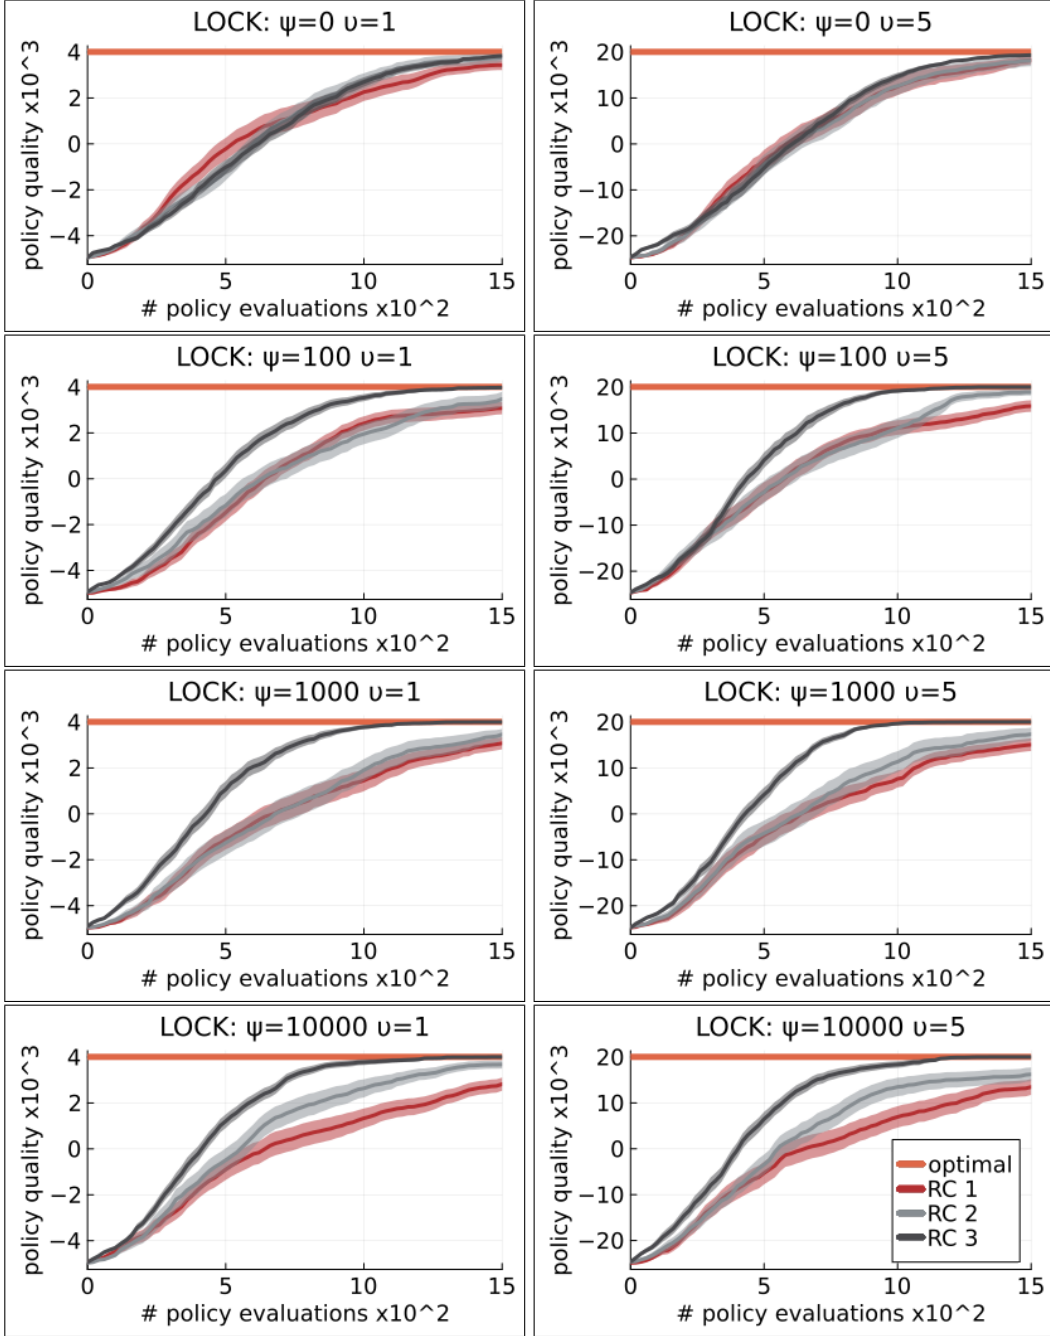 LOCK: ψ=0 υ=1
policy quality x10^3
4
2
0
−2
−4
0 5 10 15
# policy evaluations x10^2
LOCK: ψ=0 υ=5
policy quality x10^3
20
10
0
−10
−20
0 5 10 15
# policy evaluations x10^2
LOCK: ψ=100 υ=1
policy quality x10^3
4
2
0
−2
−4
0 5 10 15
# policy evaluations x10^2
LOCK: ψ=100 υ=5
policy quality x10^3
20
10
0
−10
−20
0 5 10 15
# policy evaluations x10^2
LOCK: ψ=1000 υ=1
policy quality x10^3
4
2
0
−2
−4
0 5 10 15
# policy evaluations x10^2
LOCK: ψ=1000 υ=5
policy quality x10^3
20
10
0
−10
−20
0 5 10 15
# policy evaluations x10^2
LOCK: ψ=10000 υ=1
policy quality x10^3
4
2
0
−2
−4
0 5 10 15
# policy evaluations x10^2
LOCK: ψ=10000 υ=5
policy quality x10^3
20
10
0
−10
−20
0 5 10 15
# policy evaluations x10^2
optimal
RC 1
RC 2
RC 3